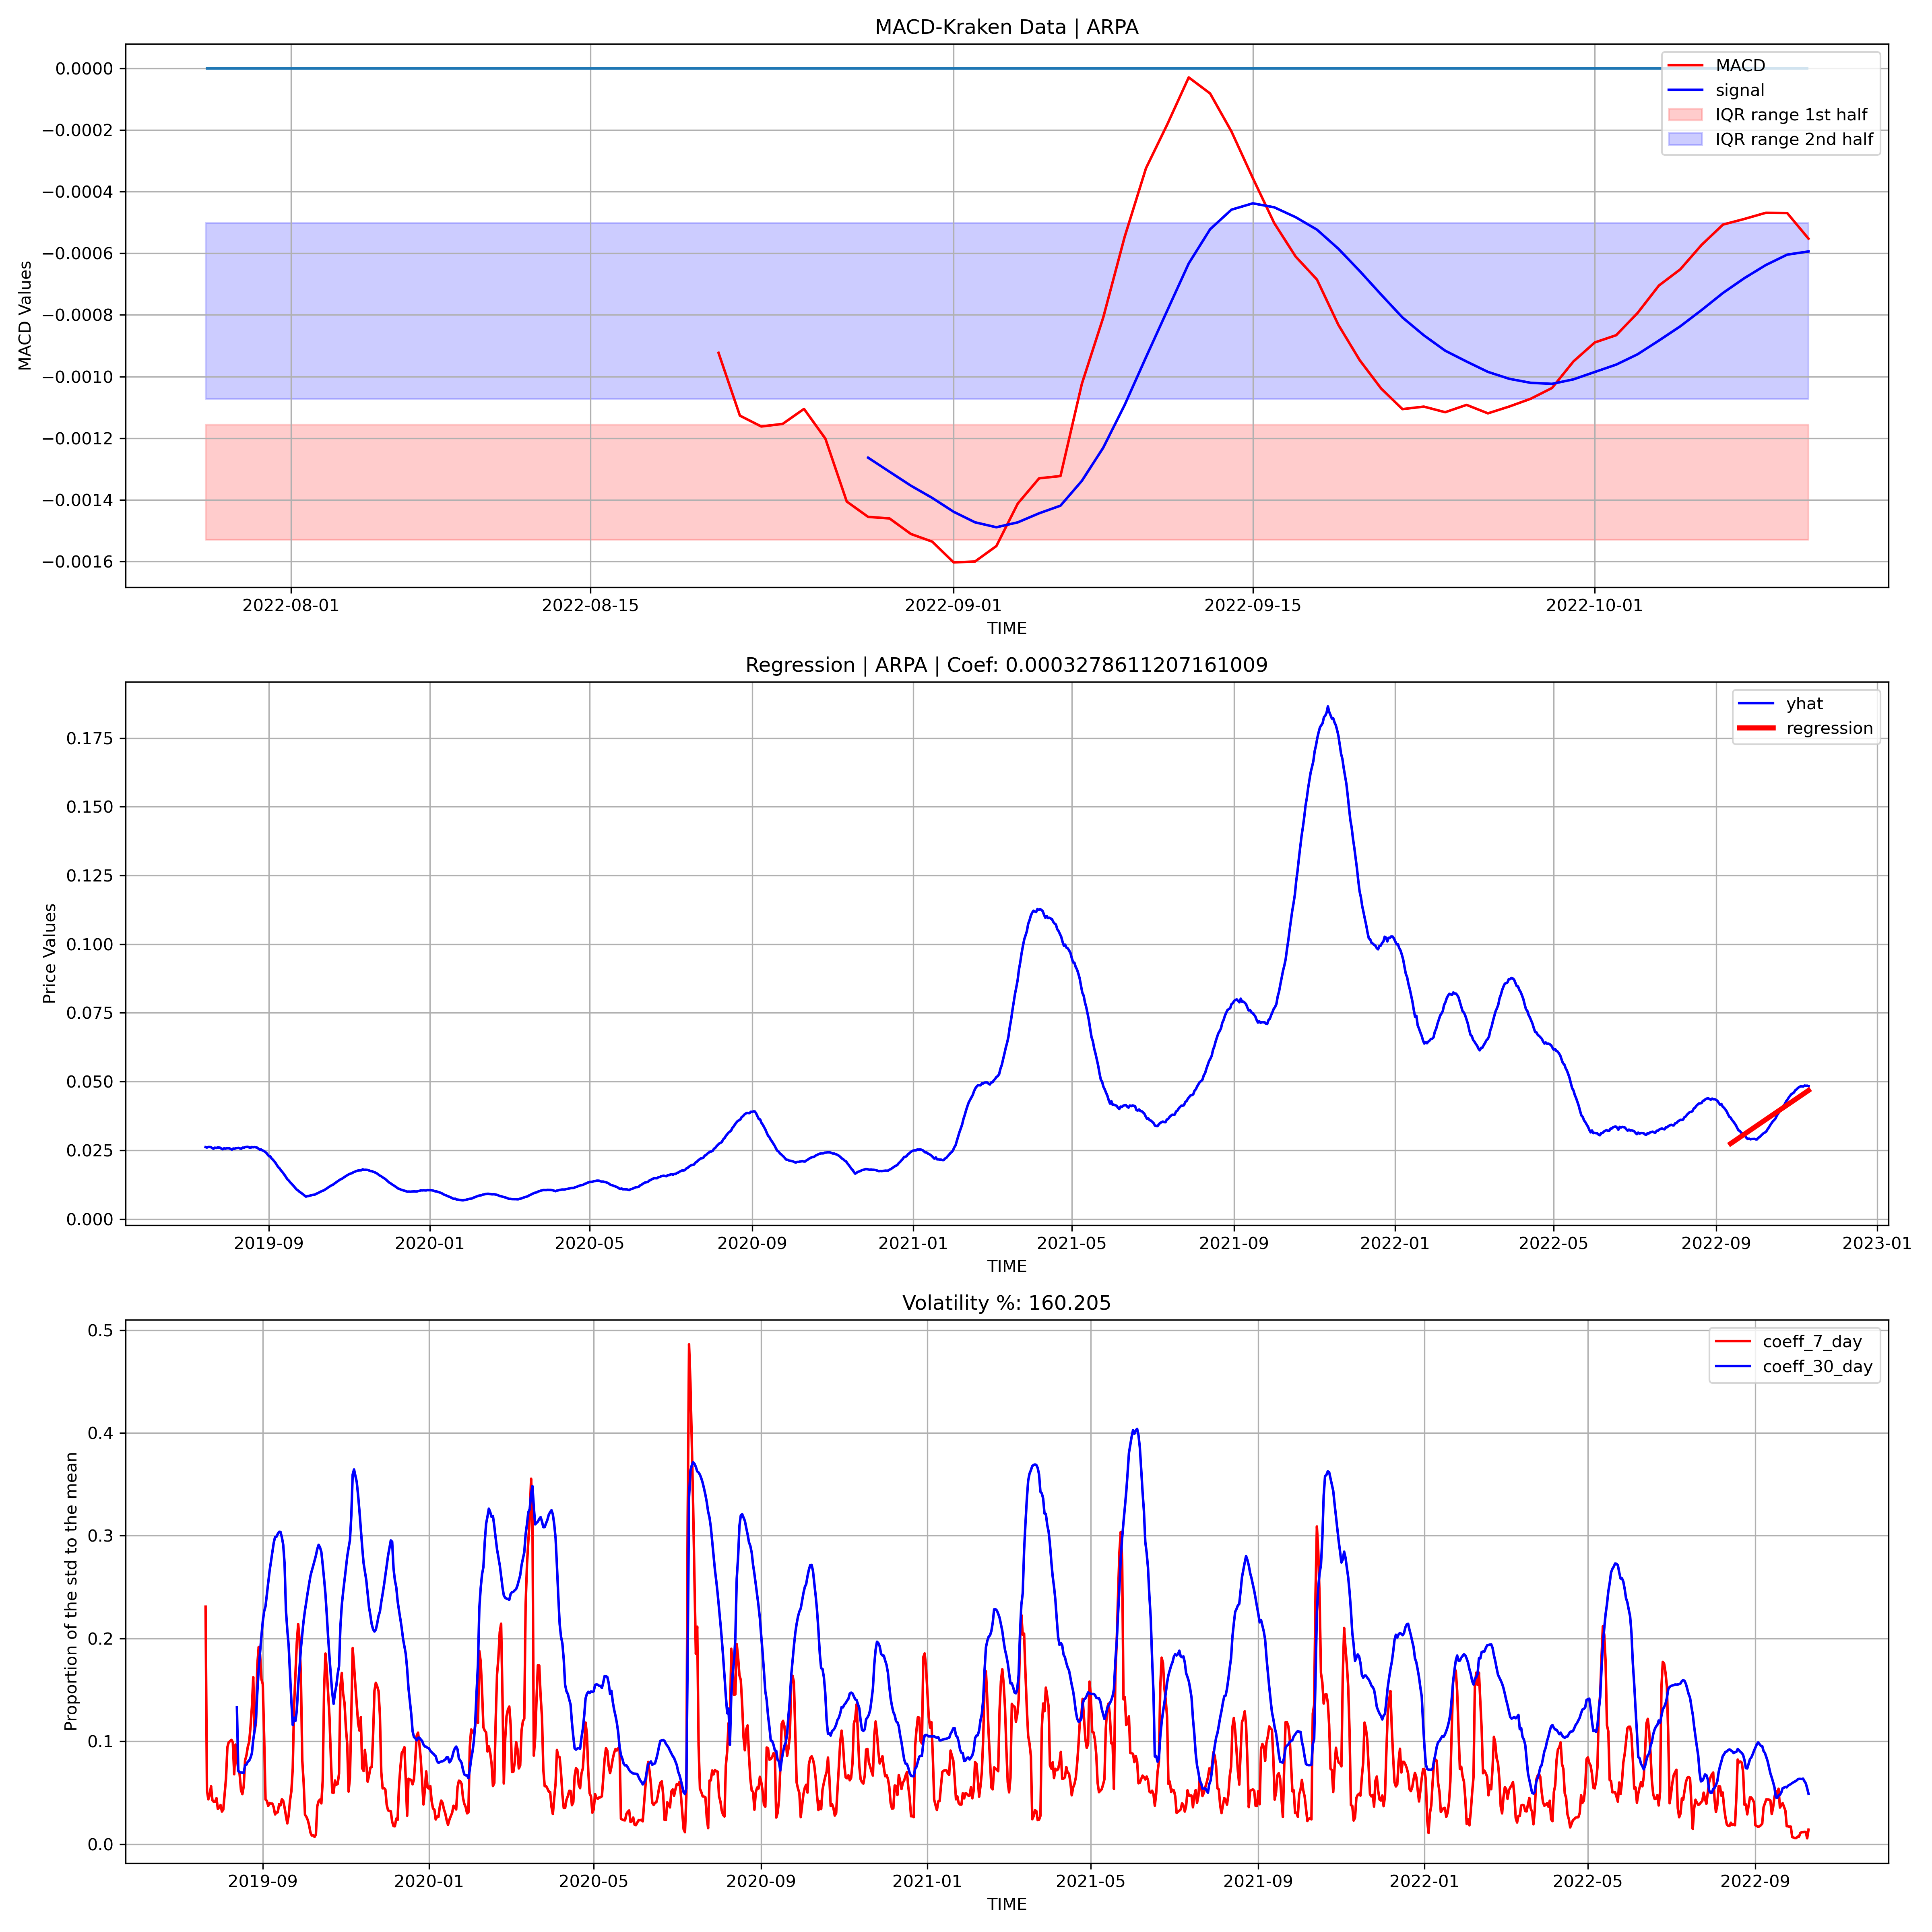 MACD-Kraken Data | ARPA
MACD Values
0.0000
−0.0002
−0.0004
−0.0006
−0.0008
−0.0010
−0.0012
−0.0014
−0.0016
MACD
signal
IQR range 1st half
IQR range 2nd half
2022-08-01 2022-08-15 2022-09-01 2022-09-15 2022-10-01
TIME
Regression | ARPA | Coef: 0.0003278611207161009
Price Values
0.175
0.150
0.125
0.100
0.075
0.050
0.025
0.000
yhat
regression
2019-09 2020-01 2020-05 2020-09 2021-01 2021-05 2021-09 2022-01 2022-05 2022-09 2023-01
TIME
Volatility %: 160.205
Proportion of the std to the mean
0.5
0.4
0.3
0.2
0.1
0.0
coeff_7_day
coeff_30_day
2019-09 2020-01 2020-05 2020-09 2021-01 2021-05 2021-09 2022-01 2022-05 2022-09
TIME